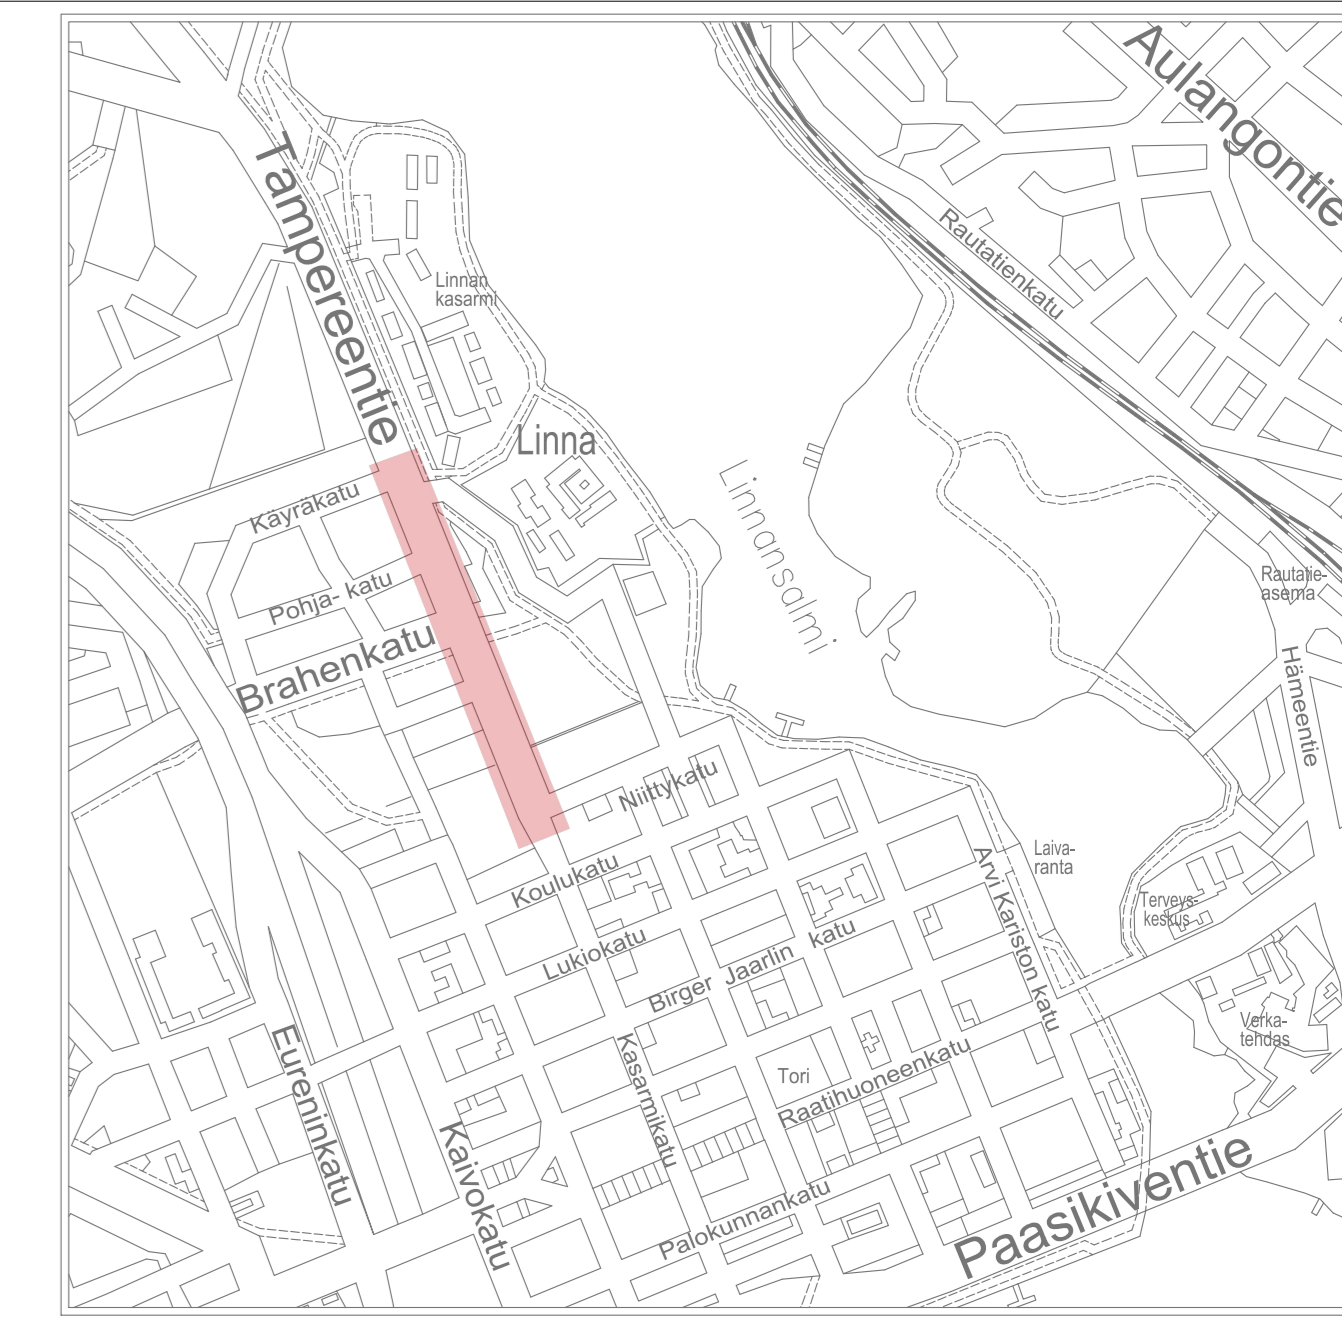 Aulangontie
Tampereentie
Rautatienkatu
Linnan
kasarmi
Linna
Linnansalmi
Käyräkatu
Pohja- katu
Brahenkatu
Rautatie-
asema
Hämeentie
Niittykatu
Koulukatu
Laiva-
ranta
Arvi Kariston katu
Terveys-
keskus
Lukiokatu
Birger Jaarlin katu
Verka-
tehdas
Eureninkatu
Kasarmikatu
Tori
Raatihuoneenkatu
Kaivokatu
Palokunnankatu
Paasikiventie